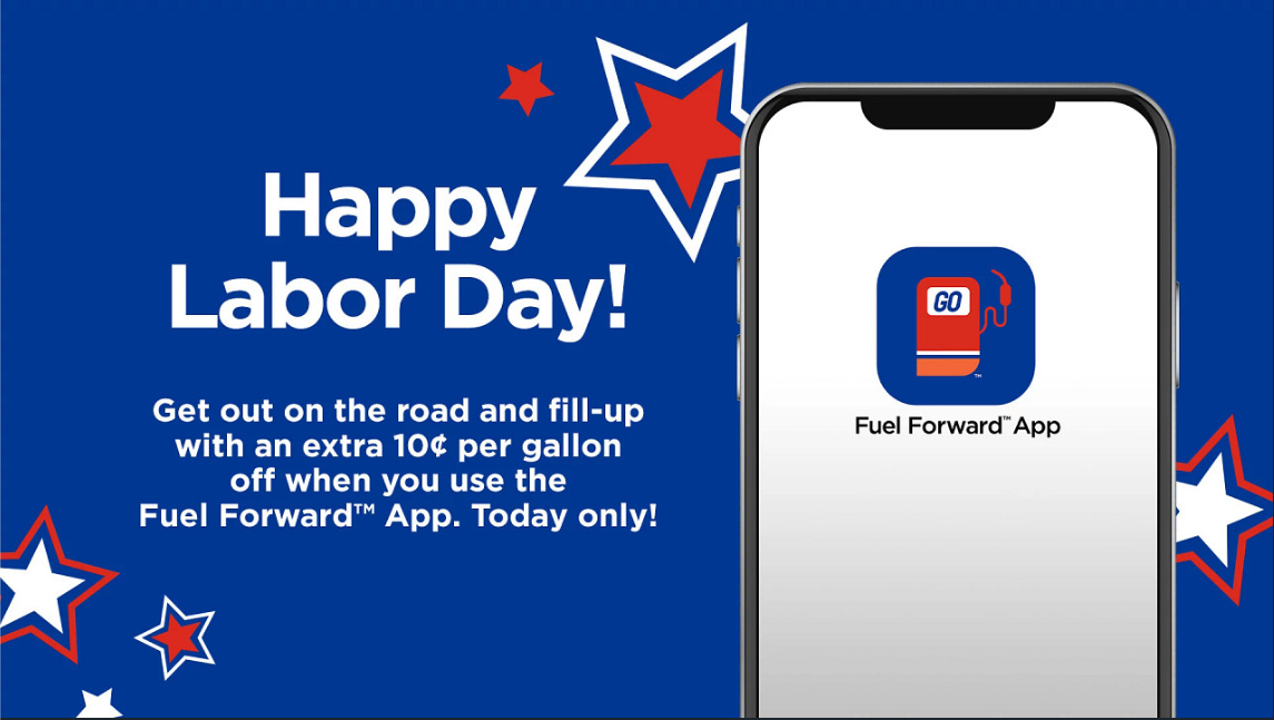 Happy
Labor Day!
Get out on the road and fill-up
with an extra 10¢ per gallon
off when you use the
Fuel Forward™ App. Today only!
GO
™
Fuel Forward™ App